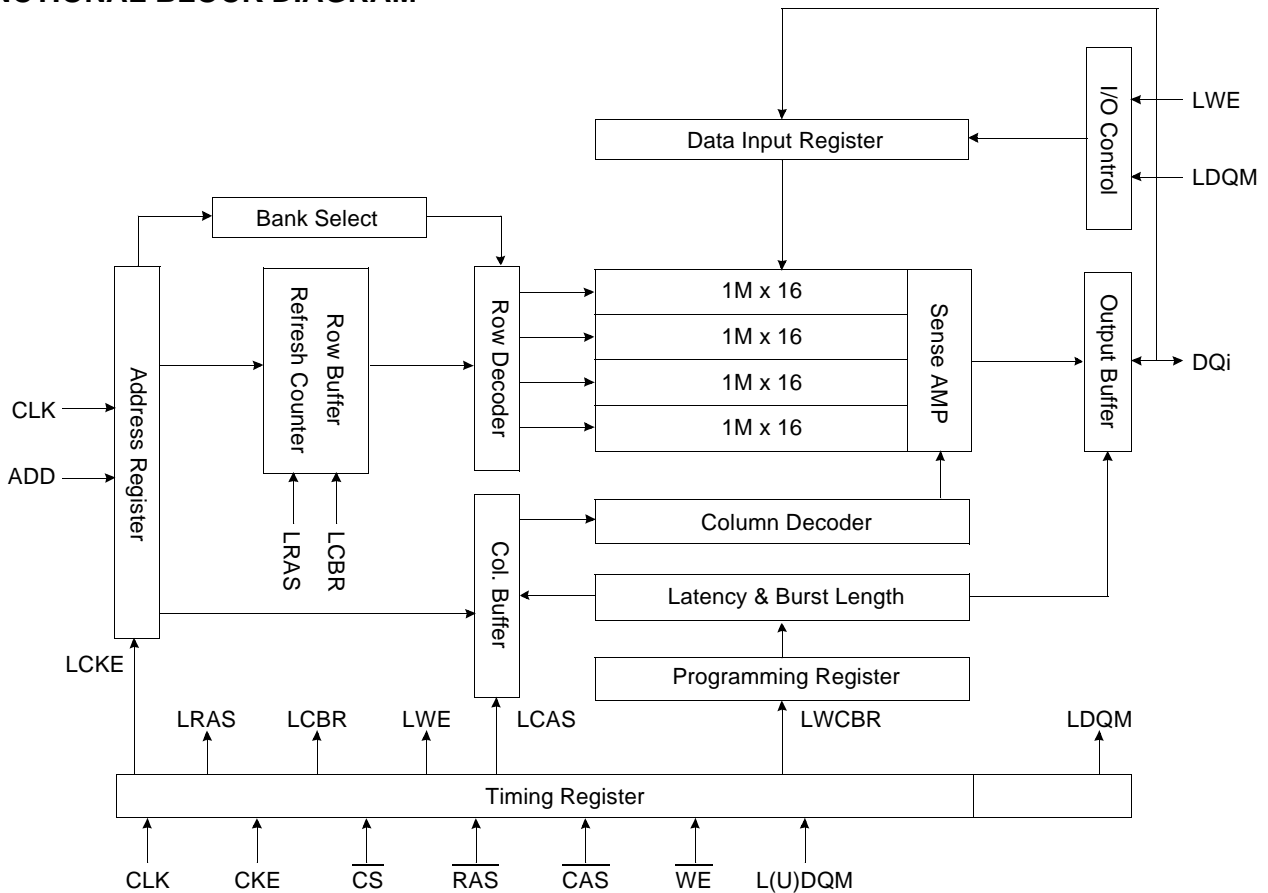 FUNCTIONAL BLOCK DIAGRAM
I/O Control
LWE
LDQM
Data Input Register
Bank Select
CLK
ADD
Address Register
Row Buffer
Refresh Counter
LRAS
LCBR
Row Decoder
1M x 16
1M x 16
1M x 16
1M x 16
Sense AMP
Output Buffer
DQi
Col. Buffer
Column Decoder
Latency & Burst Length
Programming Register
LCKE
LRAS
LCBR
LWE
LCAS
LWCBR
LDQM
Timing Register
CLK
CKE
CS
RAS
CAS
WE
L(U)DQM